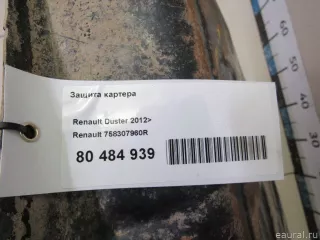 Защита картера
Renault Duster 2012>
Renault 758307960R
80 484 939
© eaural.ru